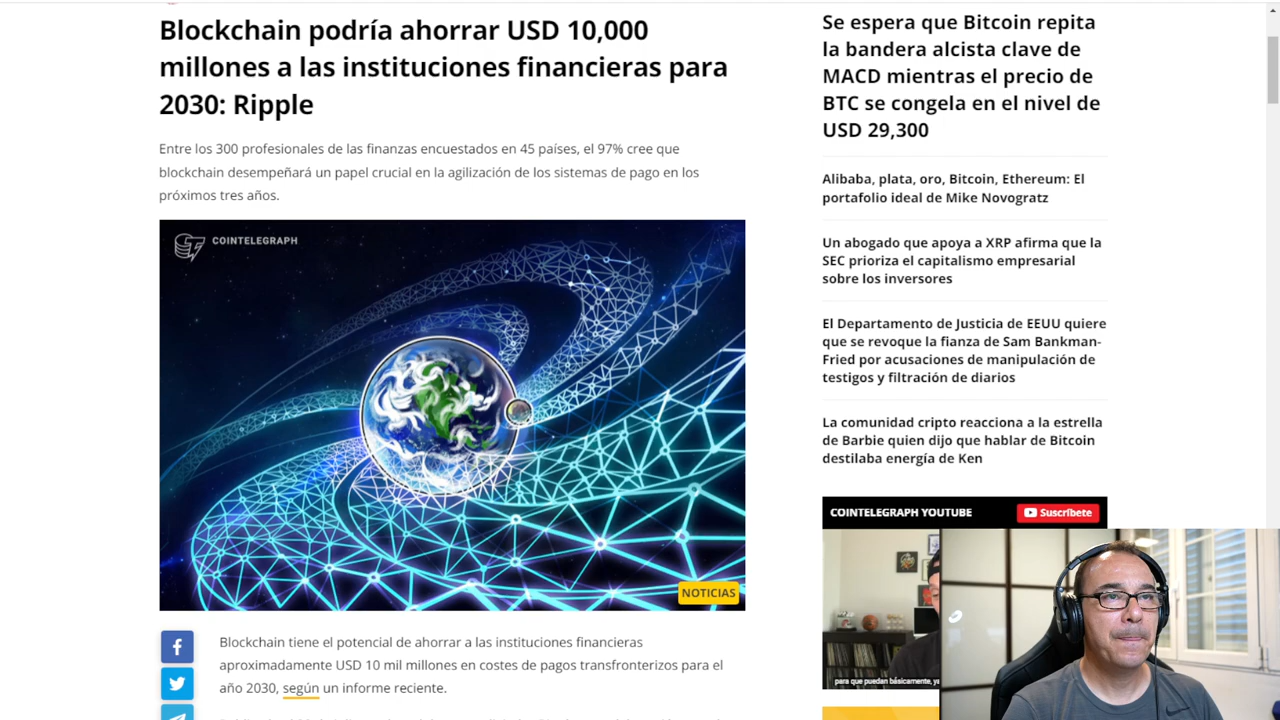 Blockchain podría ahorrar USD 10,000
millones a las instituciones financieras para
2030: Ripple
Entre los 300 profesionales de las finanzas encuestados en 45 países, el 97% cree que
blockchain desempeñará un papel crucial en la agilización de los sistemas de pago en los
próximos tres años.
COINTELEGRAPH
NOTICIAS
Blockchain tiene el potencial de ahorrar a las instituciones financieras
aproximadamente USD 10 mil millones en costes de pagos transfronterizos para el
año 2030, según un informe reciente.
Se espera que Bitcoin repita
la bandera alcista clave de
MACD mientras el precio de
BTC se congela en el nivel de
USD 29,300
Alibaba, plata, oro, Bitcoin, Ethereum: El
portafolio ideal de Mike Novogratz
Un abogado que apoya a XRP afirma que la
SEC prioriza el capitalismo empresarial
sobre los inversores
El Departamento de Justicia de EEUU quiere
que se revoque la fianza de Sam Bankman-
Fried por acusaciones de manipulación de
testigos y filtración de diarios
La comunidad cripto reacciona a la estrella
de Barbie quien dijo que hablar de Bitcoin
destilaba energía de Ken
COINTELEGRAPH YOUTUBE
Suscríbete
para que puedan básicamente,